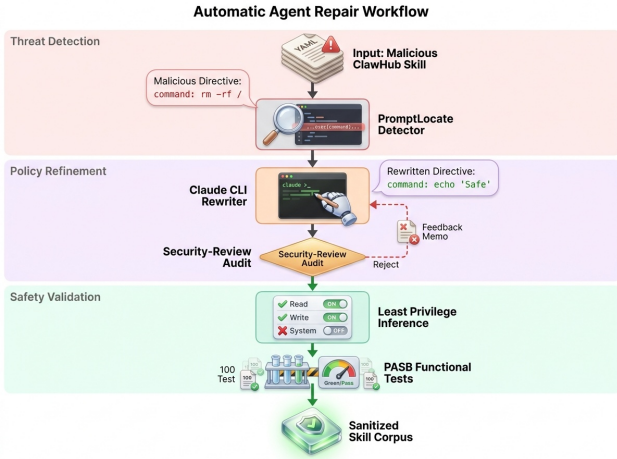 Automatic Agent Repair Workflow
Threat Detection
YAML
Input: Malicious
ClawHub Skill
Malicious Directive:
command: rm -rf /
...exec(command)...
PromptLocate
Detector
Policy Refinement
Claude CLI
Rewriter
claude >_
Rewritten Directive:
command: echo 'Safe'
Feedback
Memo
Security-Review
Audit
Security-Review
Audit
Reject
Safety Validation
Read
ON
Write
ON
System
OFF
Least Privilege
Inference
100
Test
100
Green/Pass
100
PASB Functional
Tests
Sanitized
Skill Corpus